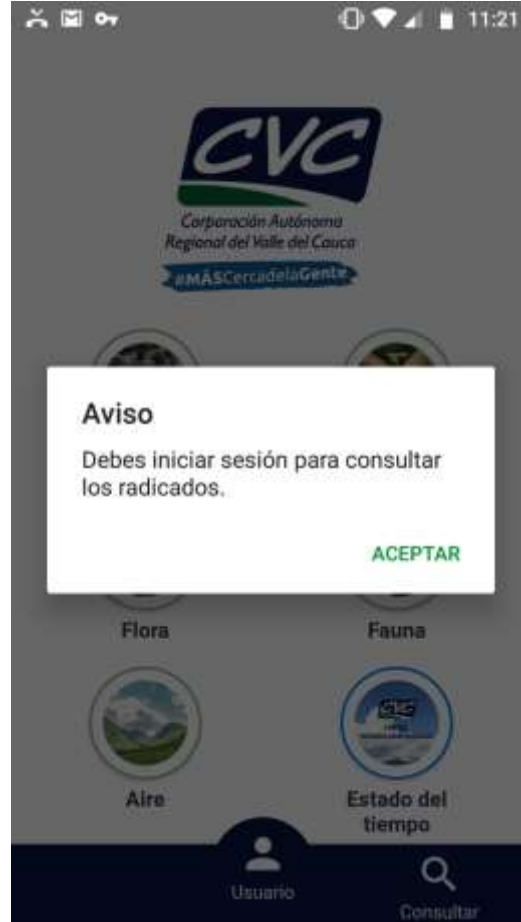 11:21
CVC
Corporación Autónoma
Regional del Valle del Cauca
#MÁSCercadelaGente
Aviso
Debes iniciar sesión para consultar
los radicados.
ACEPTAR
Flora
Fauna
CVC
Aire
Estado del
tiempo
Usuario
Consultar